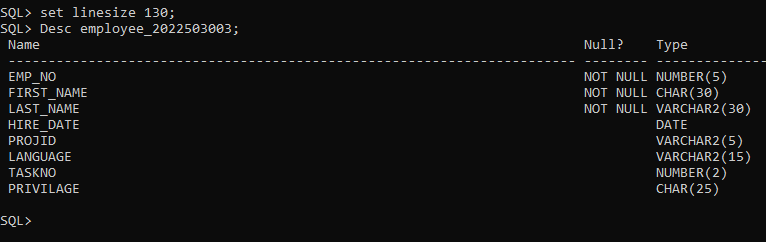 SQL> set linesize 130;
SQL> Desc employee_2022503003;
 Name                                                                    Null?    Type
 ----------------------------------------------------------------------- -------- --------------
 EMP_NO                                                                  NOT NULL NUMBER(5)
 FIRST_NAME                                                              NOT NULL CHAR(30)
 LAST_NAME                                                               NOT NULL VARCHAR2(30)
 HIRE_DATE                                                                        DATE
 PROJID                                                                           VARCHAR2(5)
 LANGUAGE                                                                         VARCHAR2(15)
 TASKNO                                                                           NUMBER(2)
 PRIVILAGE                                                                        CHAR(25)
SQL>